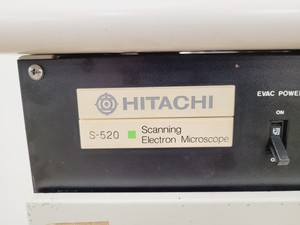 HITACHI
EVAC POWER
ON
S-520 Scanning
Electron Microscope